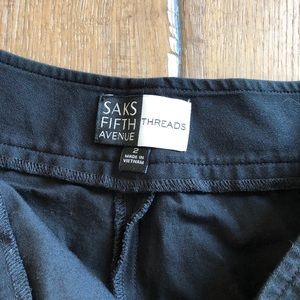 SAKS
FIFTH
AVENUE
THREADS
2
MADE IN
VIETNAM